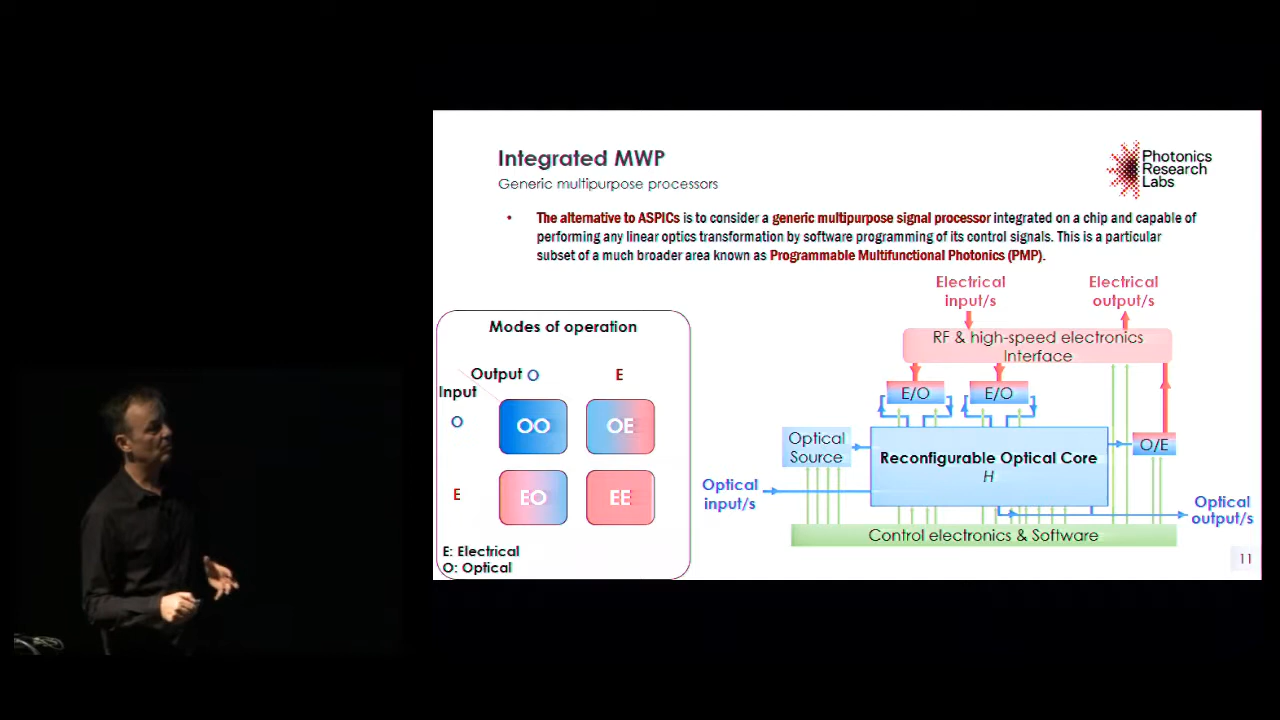 Integrated MWP
Generic multipurpose processors
Photonics
Research
Labs
• The alternative to ASPICs is to consider a generic multipurpose signal processor integrated on a chip and capable of
performing any linear optics transformation by software programming of its control signals. This is a particular
subset of a much broader area known as Programmable Multifunctional Photonics (PMP).
Modes of operation
Output O E
Input
O OO OE
E EO EE
E: Electrical
O: Optical
Electrical
input/s
Electrical
output/s
RF & high-speed electronics
Interface
E/O E/O
Optical
Source
O/E
Reconfigurable Optical Core
H
Optical
input/s
Optical
output/s
Control electronics & Software
11